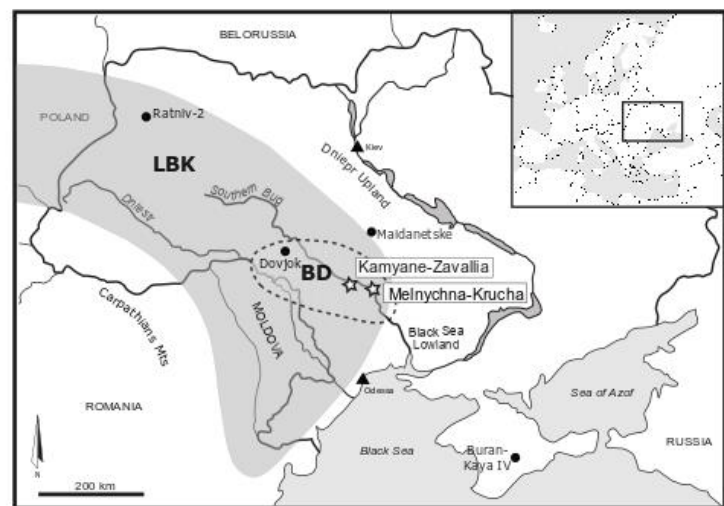 BELORUSSIA
POLAND
Ratniv-2
LBK
Kiev
Dniepr Upland
Southern Bug
Dniestr
Maidanetske
Dovjok
BD
Kamyane-Zavallia
Melnychna-Krucha
Carpathians Mts
MOLDOVA
Black Sea
Lowland
Odessa
Sea of Azof
ROMANIA
Black Sea
Buran-
Kaya IV
RUSSIA
N
200 km